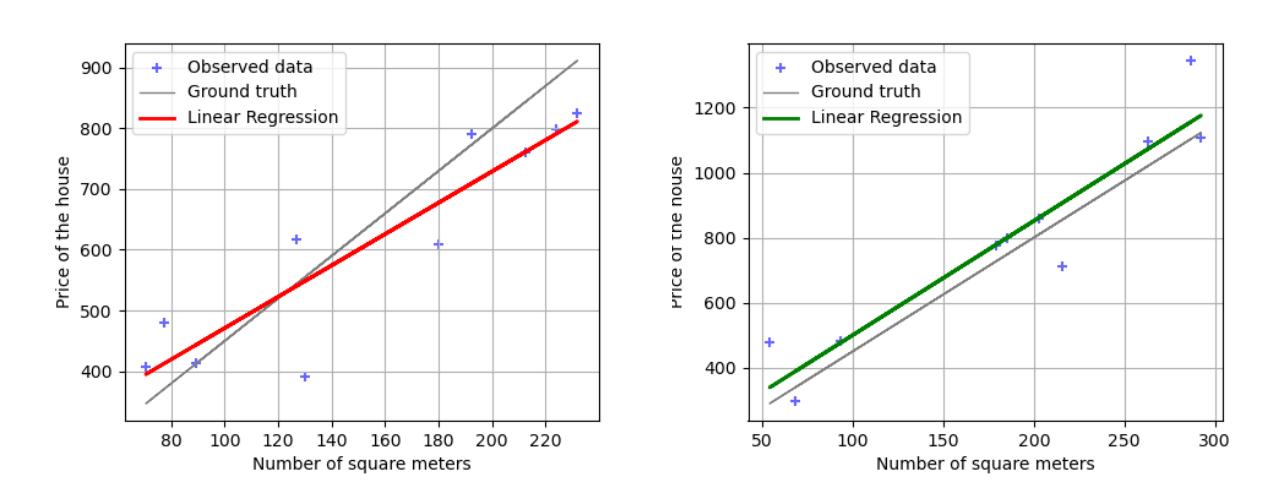 Observed data
Ground truth
Linear Regression
900
800
700
600
500
400
Price of the house
80 100 120 140 160 180 200 220
Number of square meters
Observed data
Ground truth
Linear Regression
1200
1000
800
600
400
Price of the house
50 100 150 200 250 300
Number of square meters